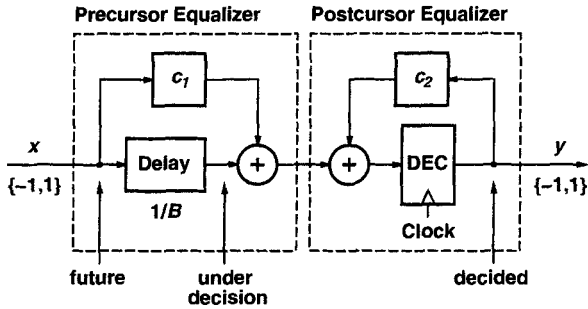 Precursor Equalizer
Postcursor Equalizer
c1
c2
x
{-1,1}
Delay
1/B
+
+
DEC
Clock
y
{-1,1}
future
under
decision
decided